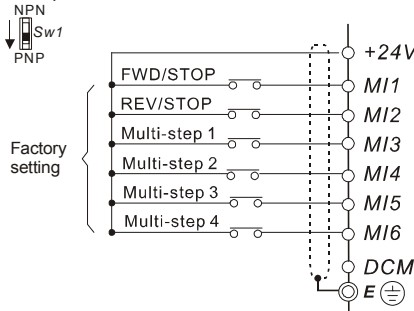 NPN
Sw1
PNP
+24V
FWD/STOP
MI1
REV/STOP
MI2
Multi-step 1
MI3
Factory
setting
Multi-step 2
MI4
Multi-step 3
MI5
Multi-step 4
MI6
DCM
E